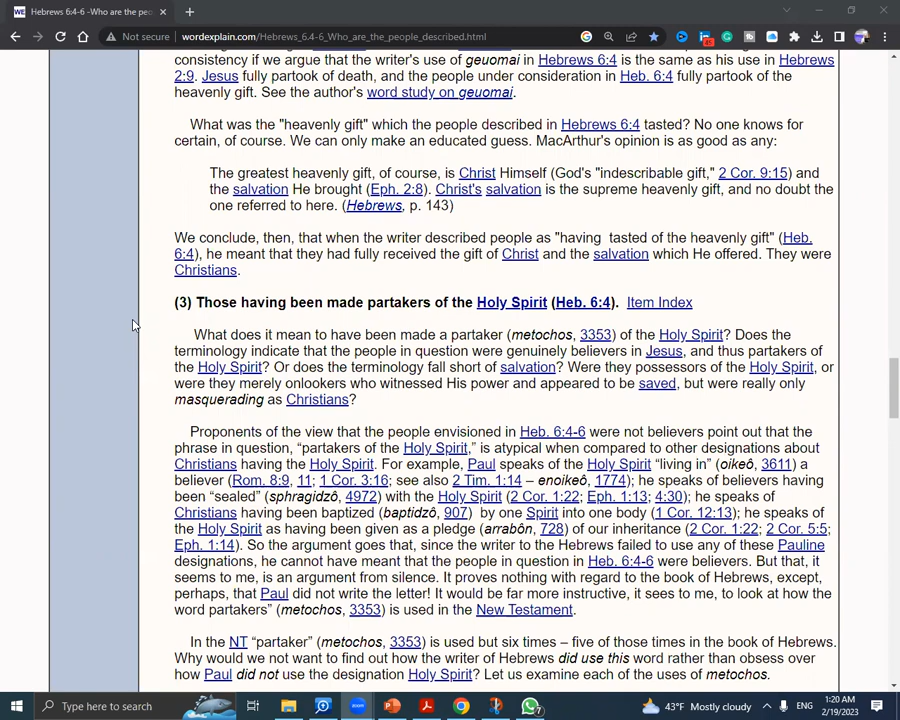 WE Hebrews 6:4-6 - Who are the peo
Not secure wordexplain.com/Hebrews_6.4-6_Who_are_the_people_described.html
consistency if we argue that the writer's use of geuomai in Hebrews 6:4 is the same as his use in Hebrews
2:9. Jesus fully partook of death, and the people under consideration in Heb. 6:4 fully partook of the
heavenly gift. See the author's word study on geuomai.
What was the "heavenly gift" which the people described in Hebrews 6:4 tasted? No one knows for
certain, of course. We can only make an educated guess. MacArthur's opinion is as good as any:
The greatest heavenly gift, of course, is Christ Himself (God's "indescribable gift," 2 Cor. 9:15) and
the salvation He brought (Eph. 2:8). Christ's salvation is the supreme heavenly gift, and no doubt the
one referred to here. (Hebrews, p. 143)
We conclude, then, that when the writer described people as "having tasted of the heavenly gift" (Heb.
6:4), he meant that they had fully received the gift of Christ and the salvation which He offered. They were
Christians.
(3) Those having been made partakers of the Holy Spirit (Heb. 6:4). Item Index
What does it mean to have been made a partaker (metochos, 3353) of the Holy Spirit? Does the
terminology indicate that the people in question were genuinely believers in Jesus, and thus partakers of
the Holy Spirit? Or does the terminology fall short of salvation? Were they possessors of the Holy Spirit, or
were they merely onlookers who witnessed His power and appeared to be saved, but were really only
masquerading as Christians?
Proponents of the view that the people envisioned in Heb. 6:4-6 were not believers point out that the
phrase in question, “partakers of the Holy Spirit,” is atypical when compared to other designations about
Christians having the Holy Spirit. For example, Paul speaks of the Holy Spirit “living in” (oikeô, 3611) a
believer (Rom. 8:9, 11; 1 Cor. 3:16; see also 2 Tim. 1:14 – enoikeô, 1774); he speaks of believers having
been “sealed” (sphragidzô, 4972) with the Holy Spirit (2 Cor. 1:22; Eph. 1:13; 4:30); he speaks of
Christians having been baptized (baptidzô, 907) by one Spirit into one body (1 Cor. 12:13); he speaks of
the Holy Spirit as having been given as a pledge (arrabôn, 728) of our inheritance (2 Cor. 1:22; 2 Cor. 5:5;
Eph. 1:14). So the argument goes that, since the writer to the Hebrews failed to use any of these Pauline
designations, he cannot have meant that the people in question in Heb. 6:4-6 were believers. But that, it
seems to me, is an argument from silence. It proves nothing with regard to the book of Hebrews, except,
perhaps, that Paul did not write the letter! It would be far more instructive, it sees to me, to look at how the
word partakers” (metochos, 3353) is used in the New Testament.
In the NT “partaker” (metochos, 3353) is used but six times – five of those times in the book of Hebrews.
Why would we not want to find out how the writer of Hebrews did use this word rather than obsess over
how Paul did not use the designation Holy Spirit? Let us examine each of the uses of metochos.
Type here to search
43°F Mostly cloudy
ENG
1:20 AM
2/19/2023